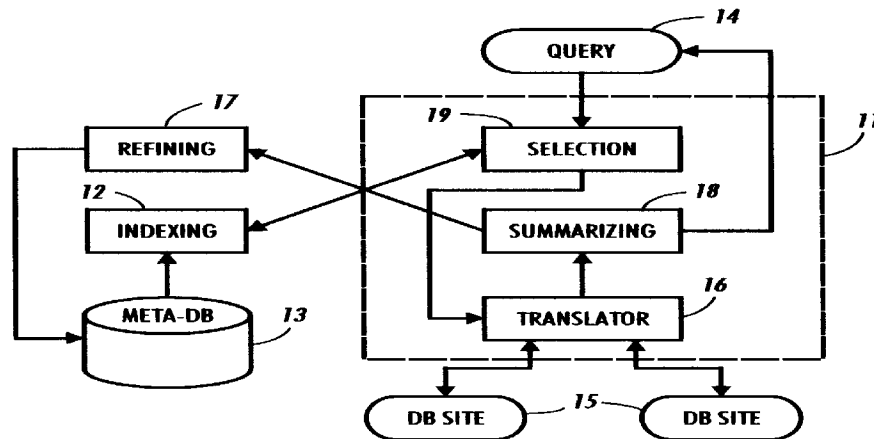 14
QUERY
17
19
11
REFINING
SELECTION
12
18
INDEXING
SUMMARIZING
16
META-DB
13
TRANSLATOR
DB SITE
15
DB SITE